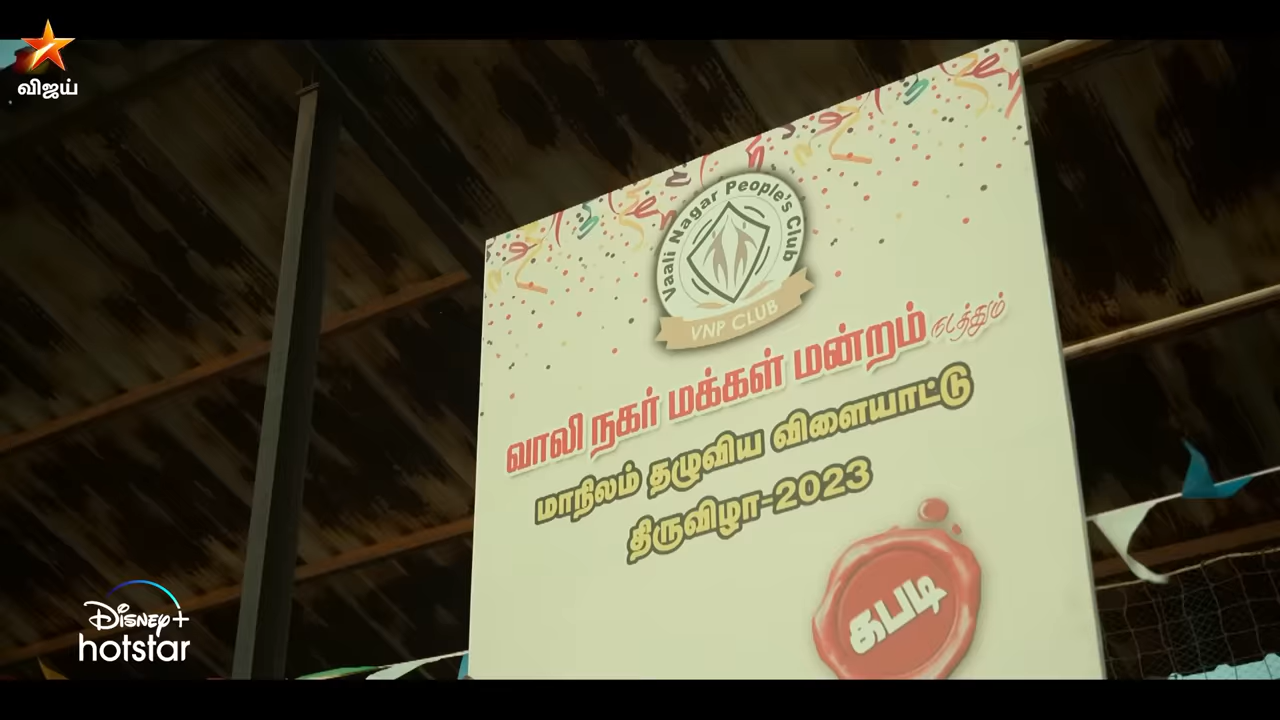 விஜய்
Vaali Nagar People's Club
VNP CLUB
வாலி நகர் மக்கள் மன்றம் நடத்தும்
மாநிலம் தழுவிய விளையாட்டு
திருவிழா-2023
கபடி
Disney+
hotstar